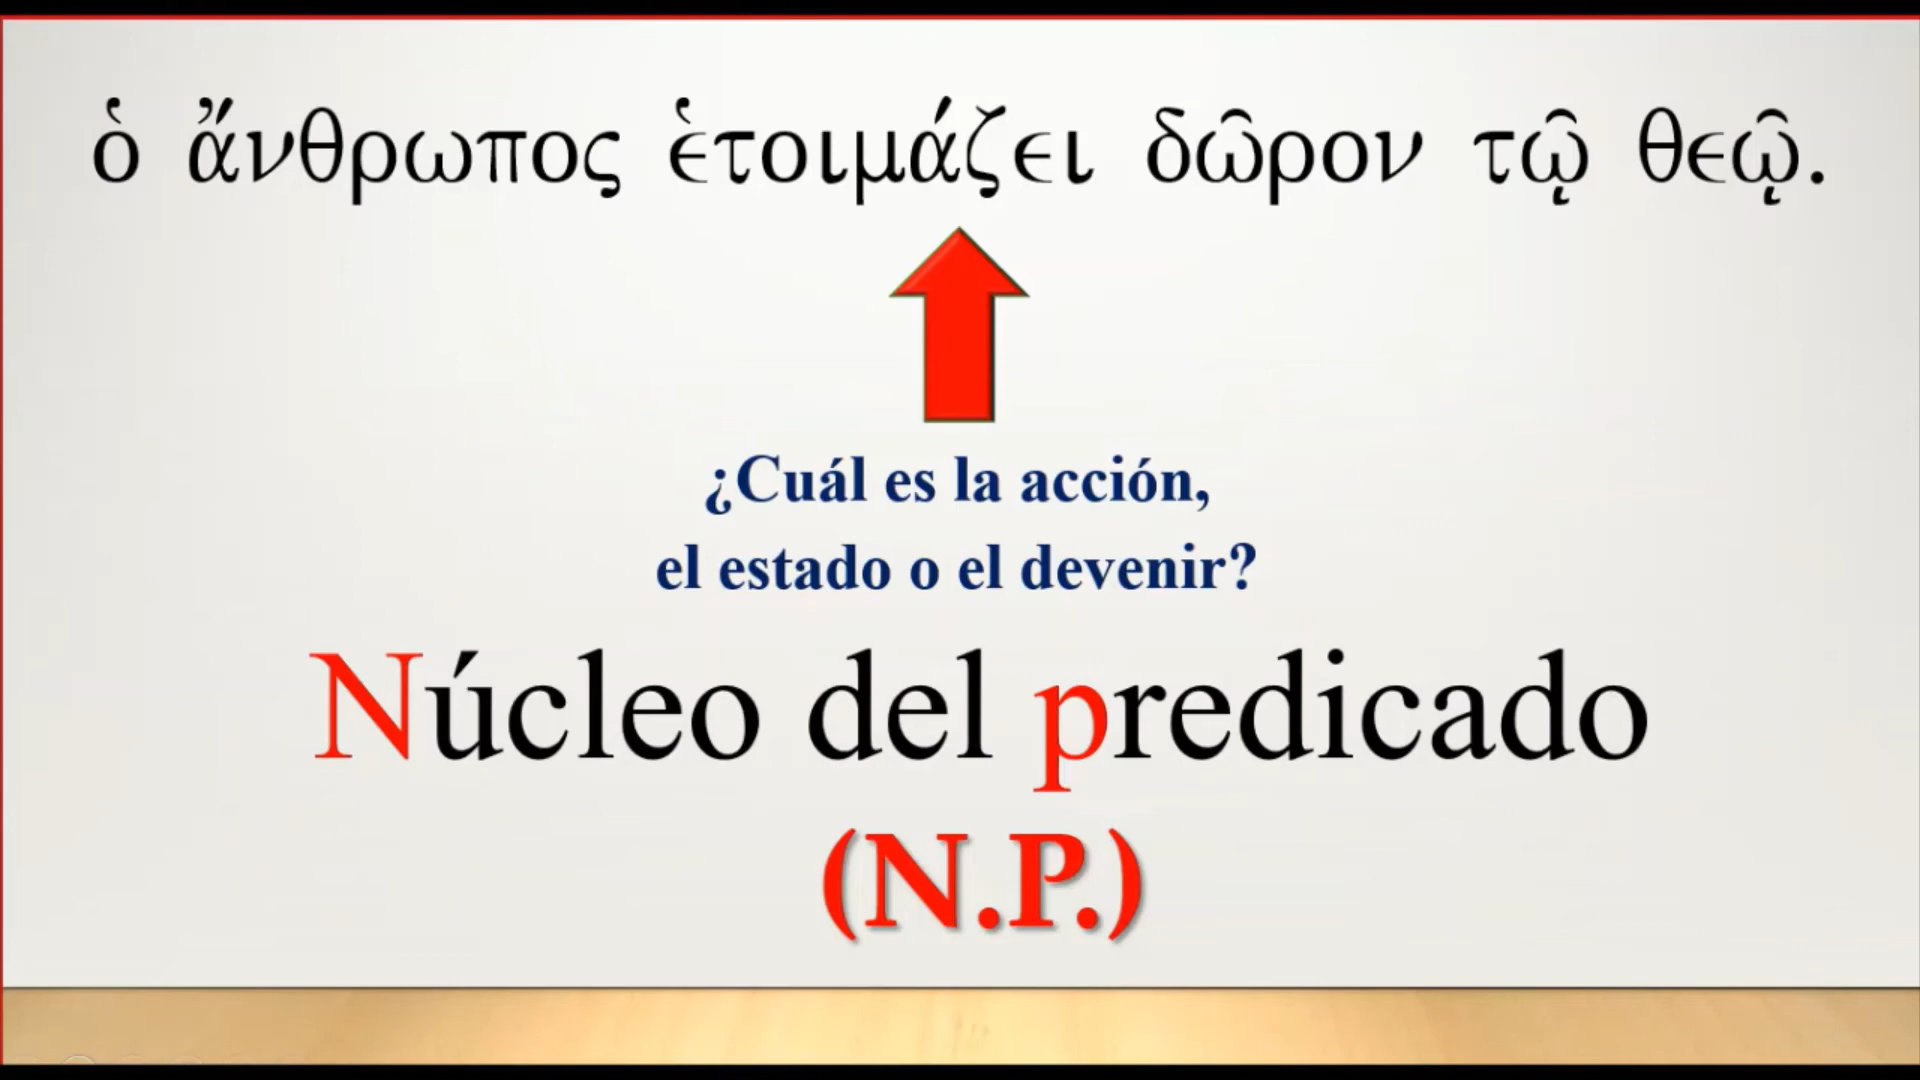 ὁ ἄνθρωπος ἑτοιμάζει δῶρον τῷ θεῷ.
¿Cuál es la acción,
el estado o el devenir?
Núcleo del predicado
(N.P.)